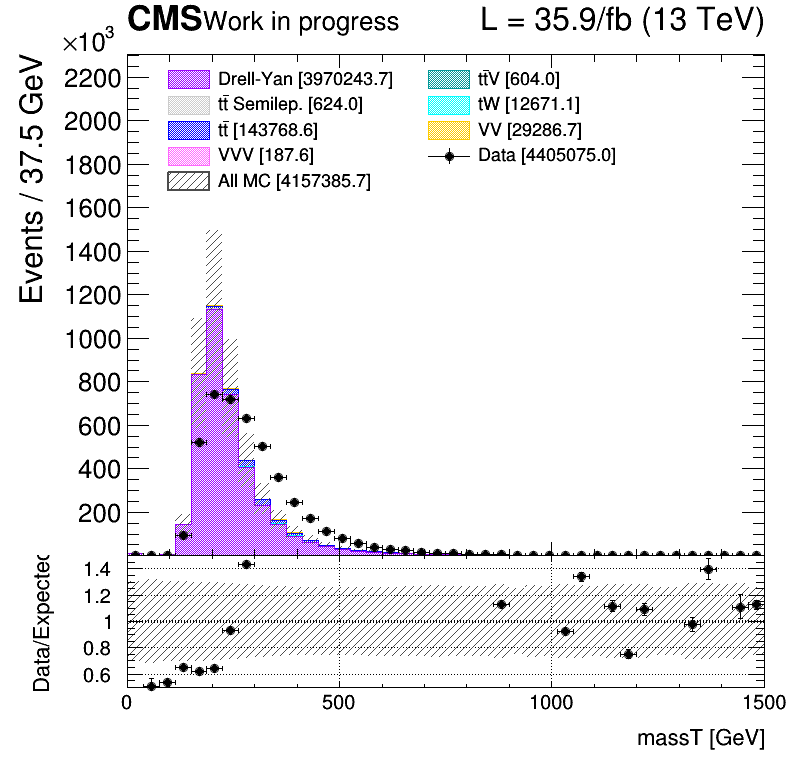 CMS Work in progress L = 35.9/fb (13 TeV)
×10³
Events / 37.5 GeV
2200
2000
1800
1600
1400
1200
1000
800
600
400
200
Drell-Yan [3970243.7]
tt̄ Semilep. [624.0]
tt̄ [143768.6]
VVV [187.6]
All MC [4157385.7]
tt̄V [604.0]
tW [12671.1]
VV [29286.7]
Data [4405075.0]
Data/Expected
1.4
1.2
1
0.8
0.6
0 500 1000 1500
massT [GeV]